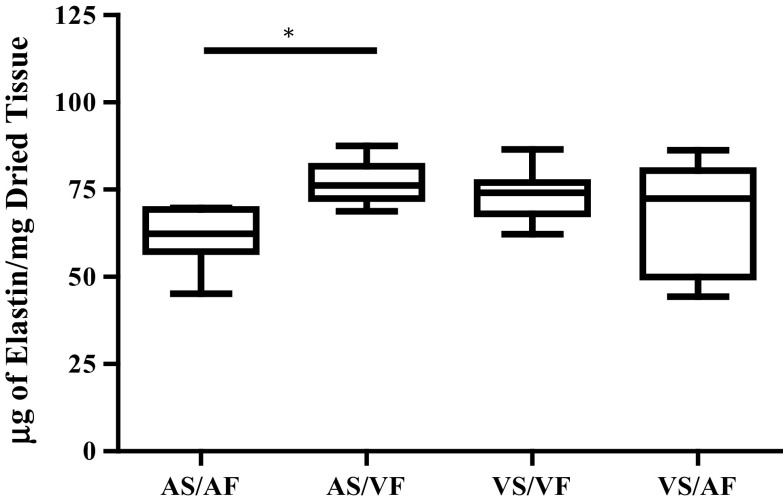 µg of Elastin/mg Dried Tissue
125
100
75
50
25
0
*
AS/AF
AS/VF
VS/VF
VS/AF